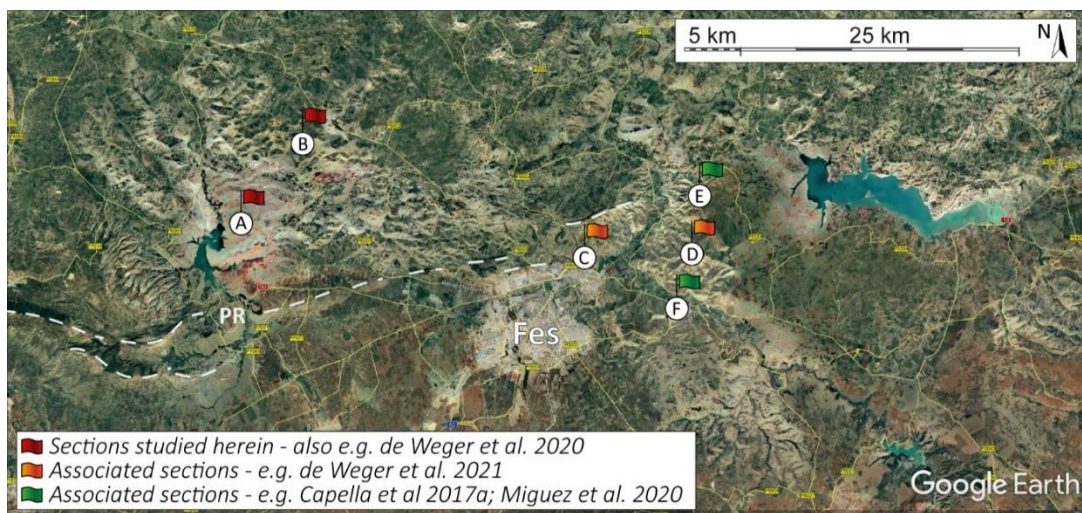 5 km 25 km N
B
E
A
C
D
F
PR
Fes
Sections studied herein - also e.g. de Weger et al. 2020
Associated sections - e.g. de Weger et al. 2021
Associated sections - e.g. Capella et al 2017a; Miguez et al. 2020
Google Earth